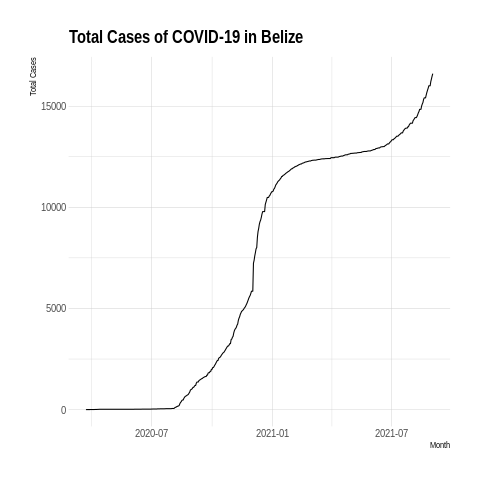 Total Cases of COVID-19 in Belize
Total Cases
15000
10000
5000
0
2020-07
2021-01
2021-07
Month